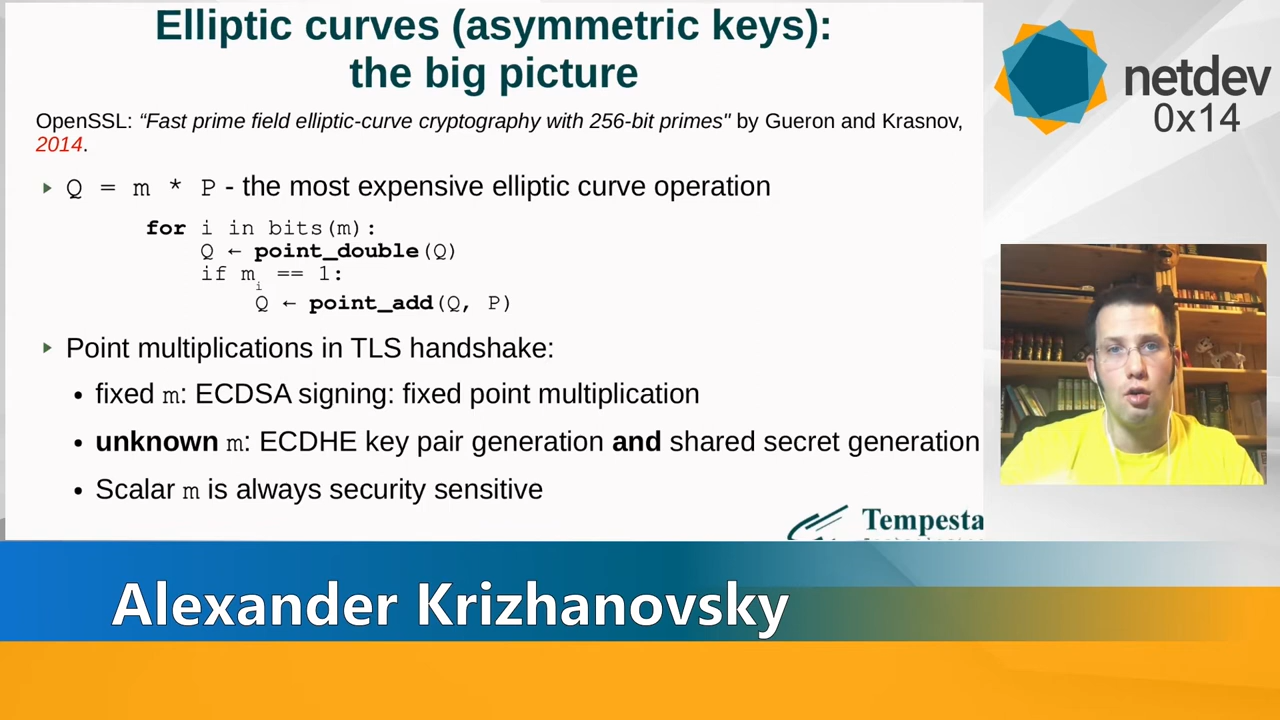 Elliptic curves (asymmetric keys):
the big picture
OpenSSL: “Fast prime field elliptic-curve cryptography with 256-bit primes" by Gueron and Krasnov,
2014.
Q = m * P - the most expensive elliptic curve operation
for i in bits(m):
Q ← point_double(Q)
if mi == 1:
Q ← point_add(Q, P)
Point multiplications in TLS handshake:
• fixed m: ECDSA signing: fixed point multiplication
• unknown m: ECDHE key pair generation and shared secret generation
• Scalar m is always security sensitive
Tempesta
netdev
0x14
Alexander Krizhanovsky